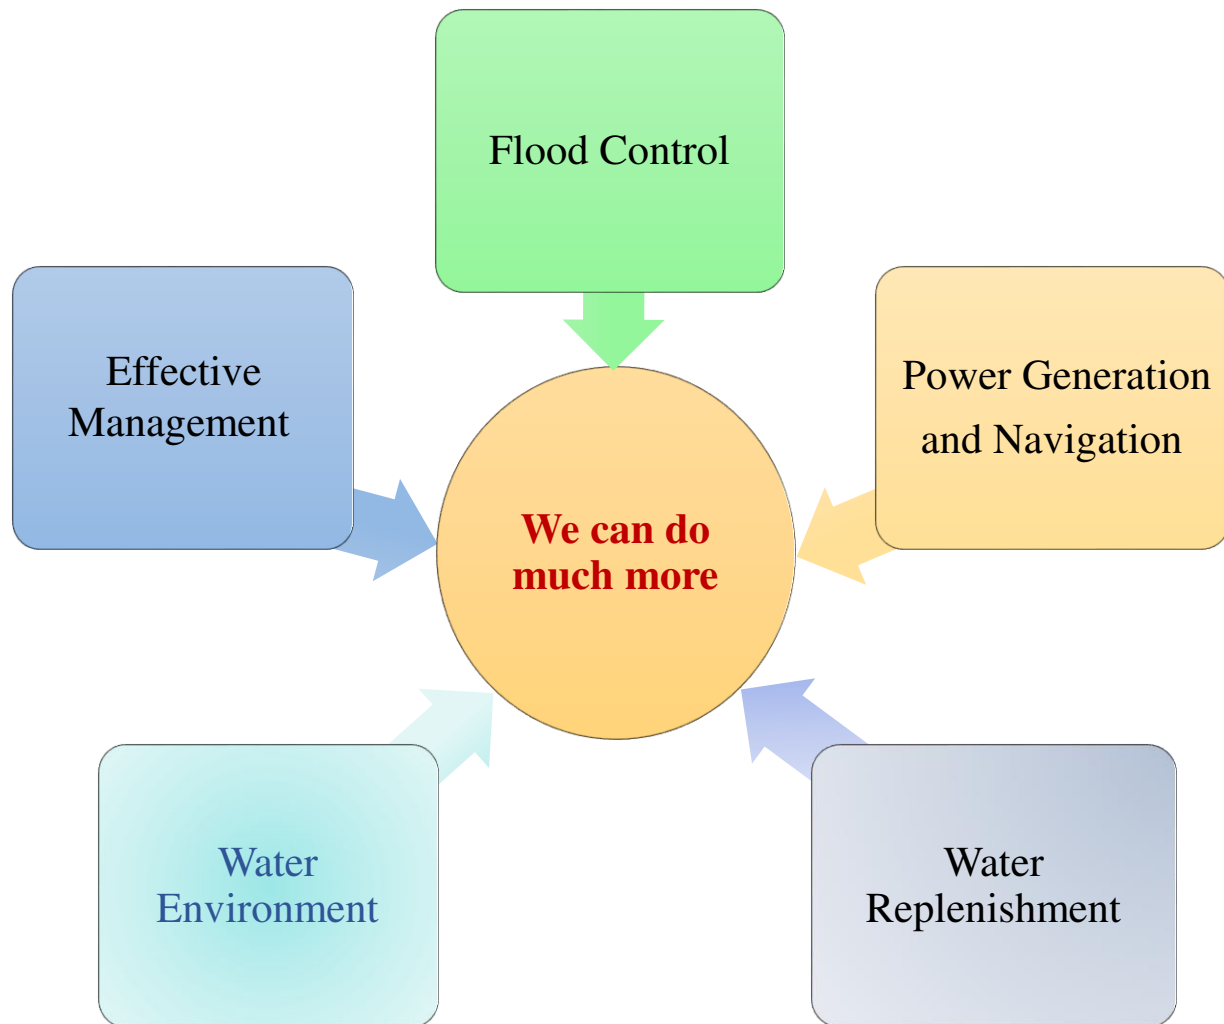 Flood Control
Effective
Management
Power Generation
and Navigation
We can do
much more
Water
Environment
Water
Replenishment